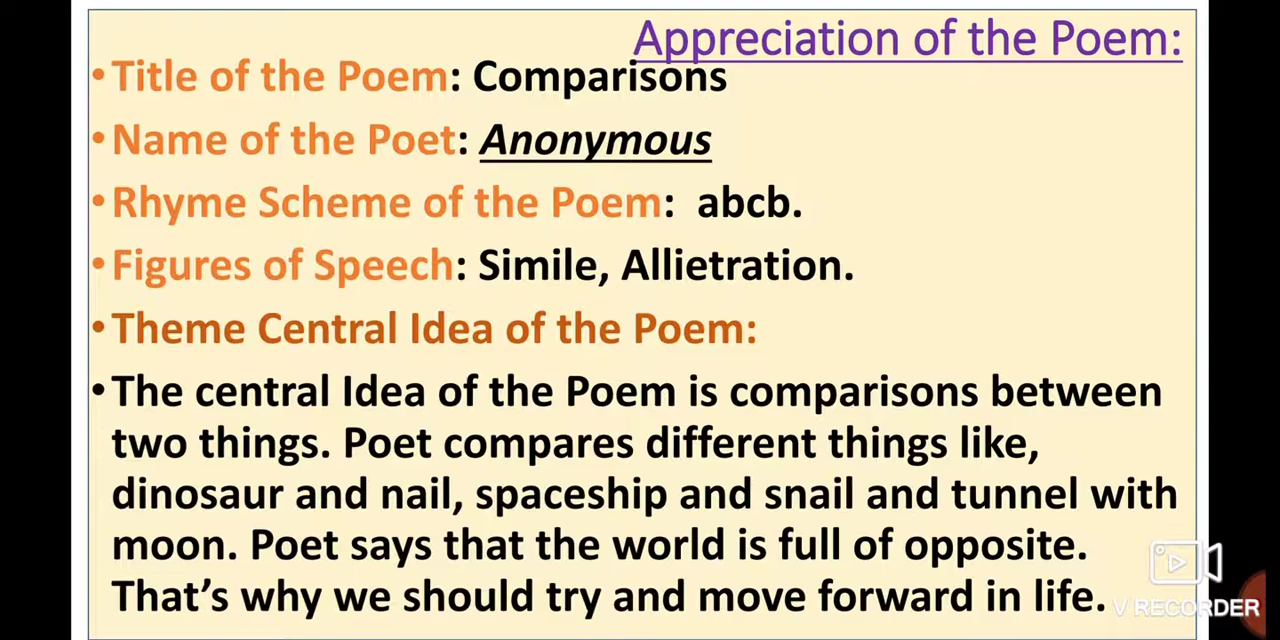 Appreciation of the Poem:
• Title of the Poem: Comparisons
• Name of the Poet: Anonymous
• Rhyme Scheme of the Poem: abcb.
• Figures of Speech: Simile, Allietration.
• Theme Central Idea of the Poem:
• The central Idea of the Poem is comparisons between
two things. Poet compares different things like,
dinosaur and nail, spaceship and snail and tunnel with
moon. Poet says that the world is full of opposite.
That’s why we should try and move forward in life.
V RECORDER